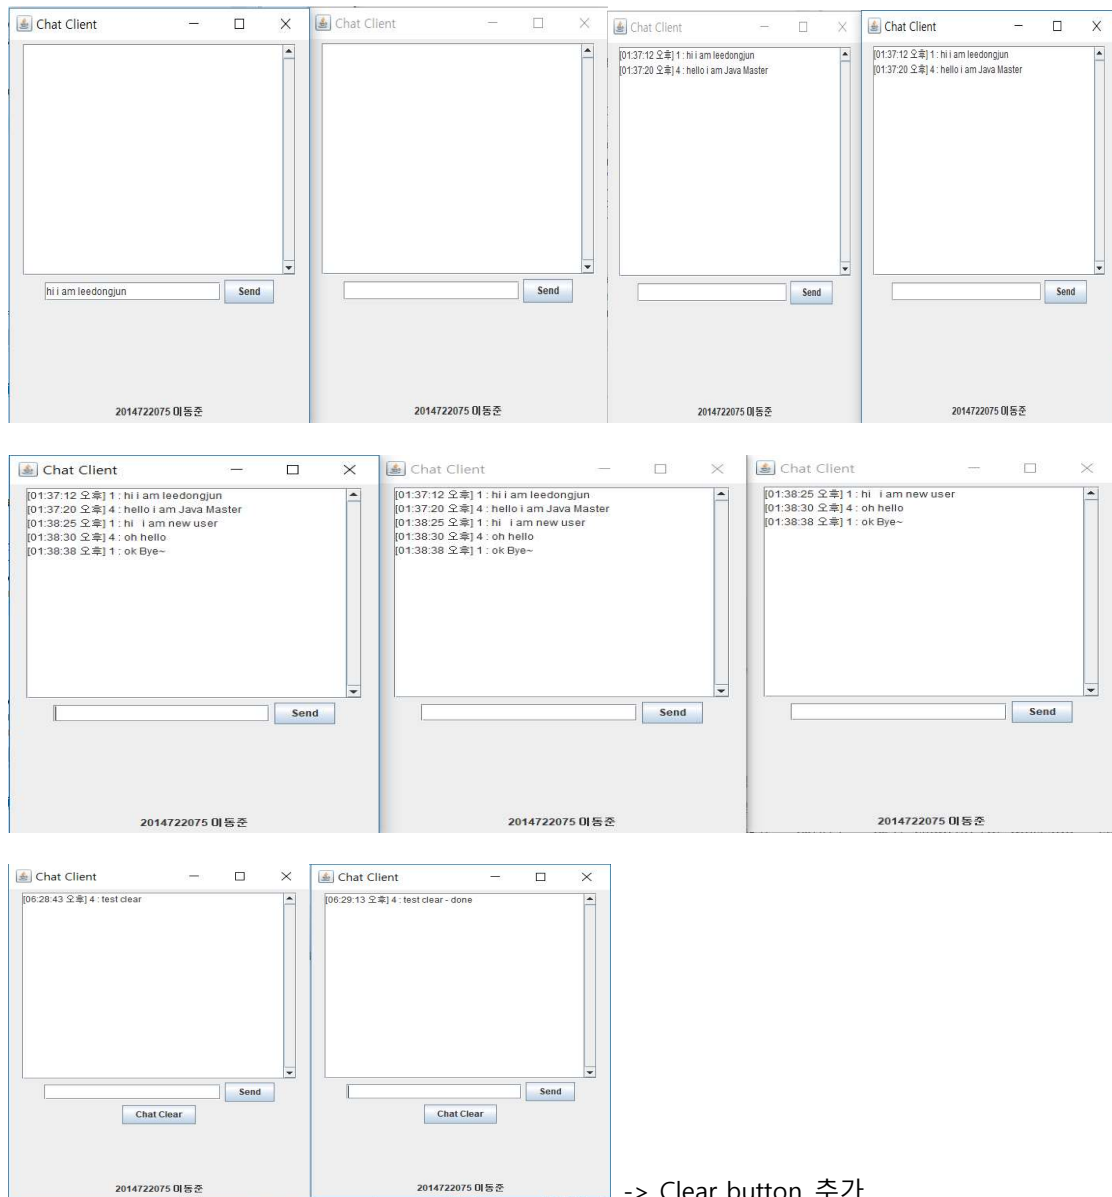 Chat Client
hi i am leedongjun
Send
2014722075 이동준
Chat Client
Send
2014722075 이동준
Chat Client
[01:37:12 오후] 1 : hi i am leedongjun
[01:37:20 오후] 4 : hello i am Java Master
Send
2014722075 이동준
Chat Client
[01:37:12 오후] 1 : hi i am leedongjun
[01:37:20 오후] 4 : hello i am Java Master
Send
2014722075 이동준
Chat Client
[01:37:12 오후] 1 : hi i am leedongjun
[01:37:20 오후] 4 : hello i am Java Master
[01:38:25 오후] 1 : hi   i am new user
[01:38:30 오후] 4 : oh hello
[01:38:38 오후] 1 : ok Bye~
Send
2014722075 이동준
Chat Client
[01:37:12 오후] 1 : hi i am leedongjun
[01:37:20 오후] 4 : hello i am Java Master
[01:38:25 오후] 1 : hi   i am new user
[01:38:30 오후] 4 : oh hello
[01:38:38 오후] 1 : ok Bye~
Send
2014722075 이동준
Chat Client
[01:38:25 오후] 1 : hi   i am new user
[01:38:30 오후] 4 : oh hello
[01:38:38 오후] 1 : ok Bye~
Send
2014722075 이동준
Chat Client
[06:28:43 오후] 4 : test clear
Send
Chat Clear
2014722075 이동준
Chat Client
[06:29:13 오후] 4 : test clear - done
Send
Chat Clear
2014722075 이동준
-> Clear button 추가